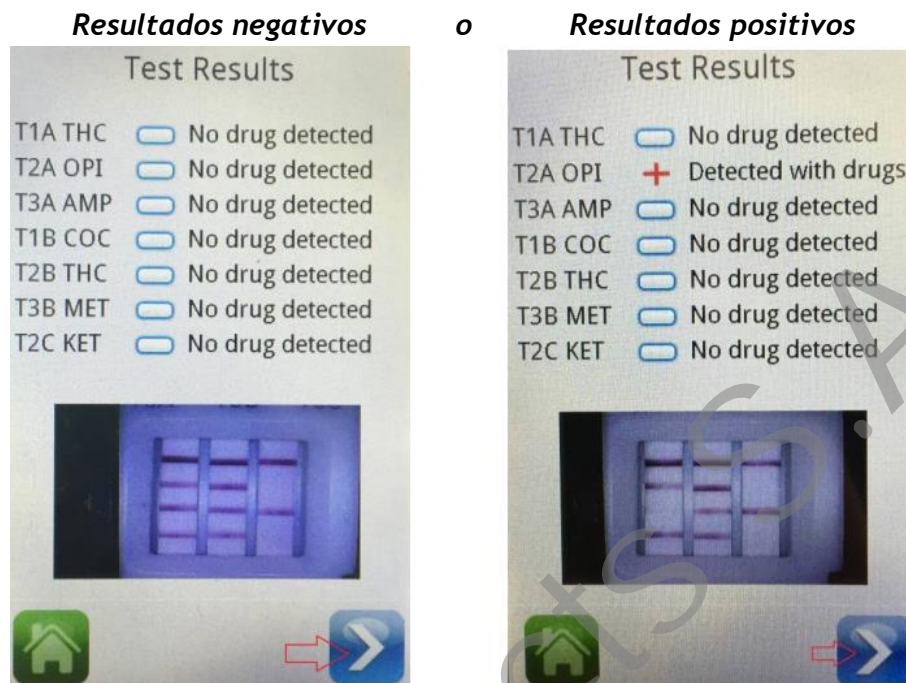 Resultados negativos o Resultados positivos
Test Results
T1A THC No drug detected
T2A OPI No drug detected
T3A AMP No drug detected
T1B COC No drug detected
T2B THC No drug detected
T3B MET No drug detected
T2C KET No drug detected
Test Results
T1A THC No drug detected
T2A OPI Detected with drugs
T3A AMP No drug detected
T1B COC No drug detected
T2B THC No drug detected
T3B MET No drug detected
T2C KET No drug detected